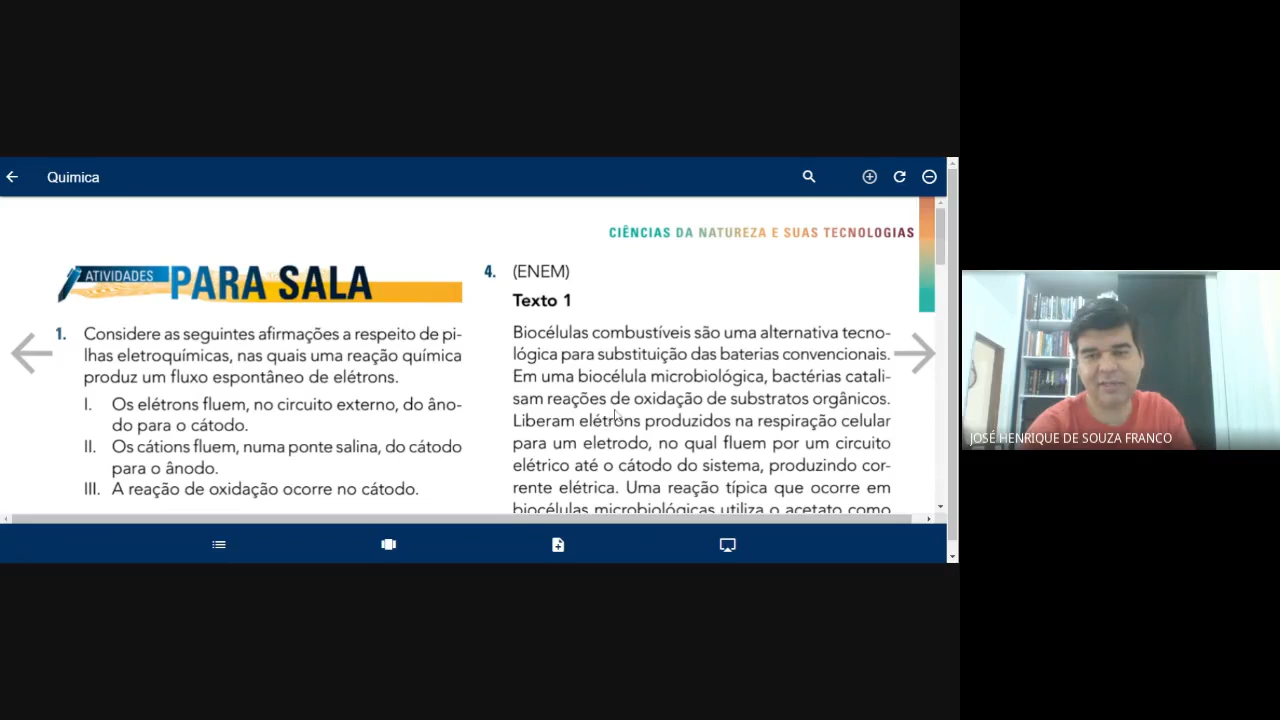 Quimica
CIÊNCIAS DA NATUREZA E SUAS TECNOLOGIAS
ATIVIDADES PARA SALA
1. Considere as seguintes afirmações a respeito de pi-
lhas eletroquímicas, nas quais uma reação química
produz um fluxo espontâneo de elétrons.
I. Os elétrons fluem, no circuito externo, do âno-
do para o cátodo.
II. Os cátions fluem, numa ponte salina, do cátodo
para o ânodo.
III. A reação de oxidação ocorre no cátodo.
4. (ENEM)
Texto 1
Biocélulas combustíveis são uma alternativa tecno-
lógica para substituição das baterias convencionais.
Em uma biocélula microbiológica, bactérias catali-
sam reações de oxidação de substratos orgânicos.
Liberam elétrons produzidos na respiração celular
para um eletrodo, no qual fluem por um circuito
elétrico até o cátodo do sistema, produzindo cor-
rente elétrica. Uma reação típica que ocorre em
biocélulas microbiológicas utiliza o acetato como
JOSÉ HENRIQUE DE SOUZA FRANCO